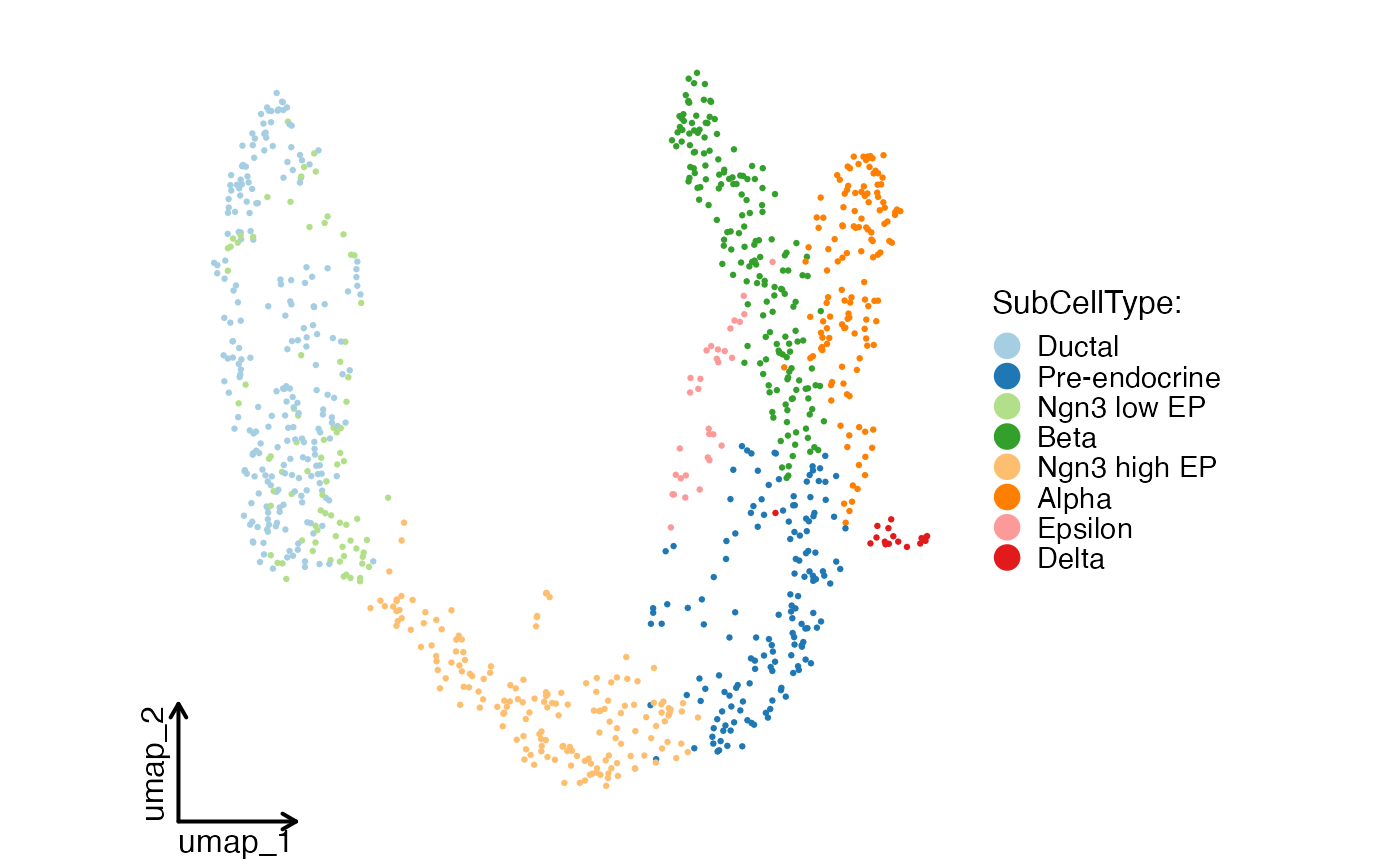 SubCellType:
Ductal
Pre-endocrine
Ngn3 low EP
Beta
Ngn3 high EP
Alpha
Epsilon
Delta
umap_2
umap_1